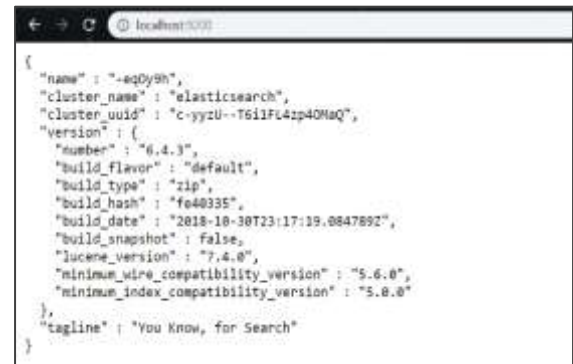 localhost:9200
{
"name" : "-eqOy9h",
"cluster_name" : "elasticsearch",
"cluster_uuid" : "c-yyzU--T6i1FL4zp4OMaQ",
"version" : {
"number" : "6.4.3",
"build_flavor" : "default",
"build_type" : "zip",
"build_hash" : "fe40335",
"build_date" : "2018-10-30T23:17:19.084789Z",
"build_snapshot" : false,
"lucene_version" : "7.4.0",
"minimum_wire_compatibility_version" : "5.6.0",
"minimum_index_compatibility_version" : "5.0.0"
},
"tagline" : "You Know, for Search"
}